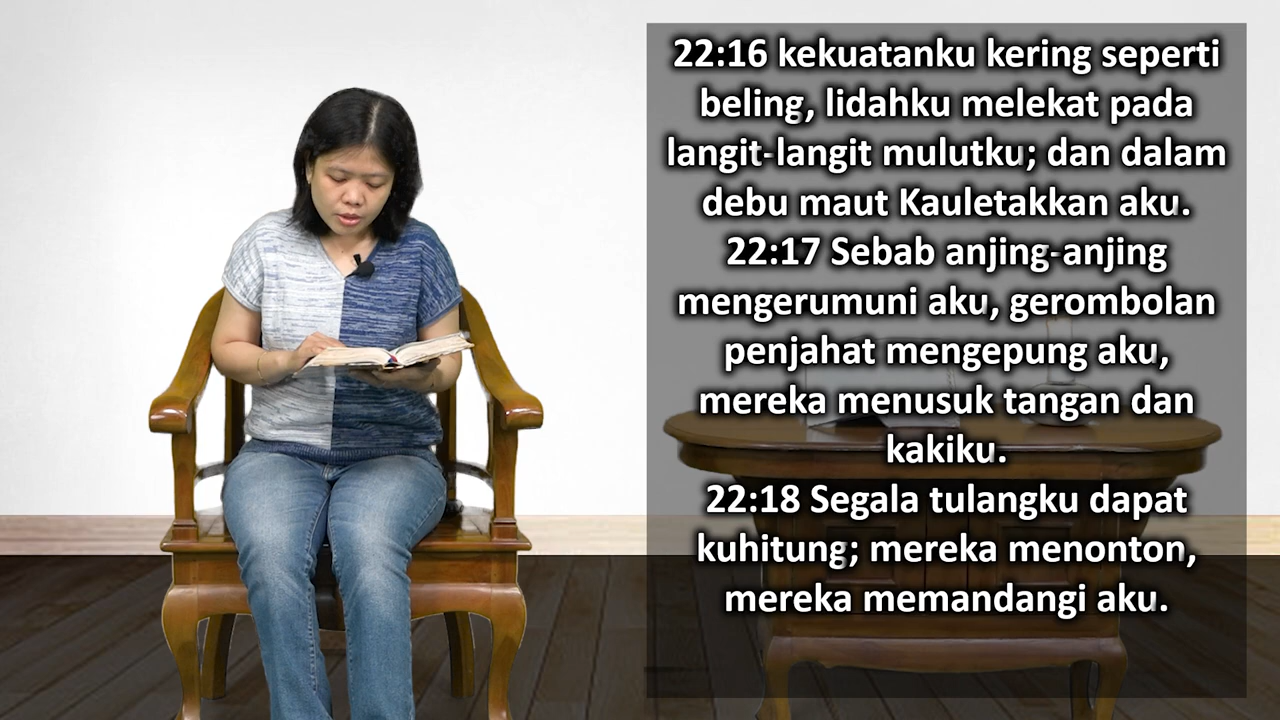 22:16 kekuatanku kering seperti
beling, lidahku melekat pada
langit-langit mulutku; dan dalam
debu maut Kauletakkan aku.
22:17 Sebab anjing-anjing
mengerumuni aku, gerombolan
penjahat mengepung aku,
mereka menusuk tangan dan
kakiku.
22:18 Segala tulangku dapat
kuhitung; mereka menonton,
mereka memandangi aku.